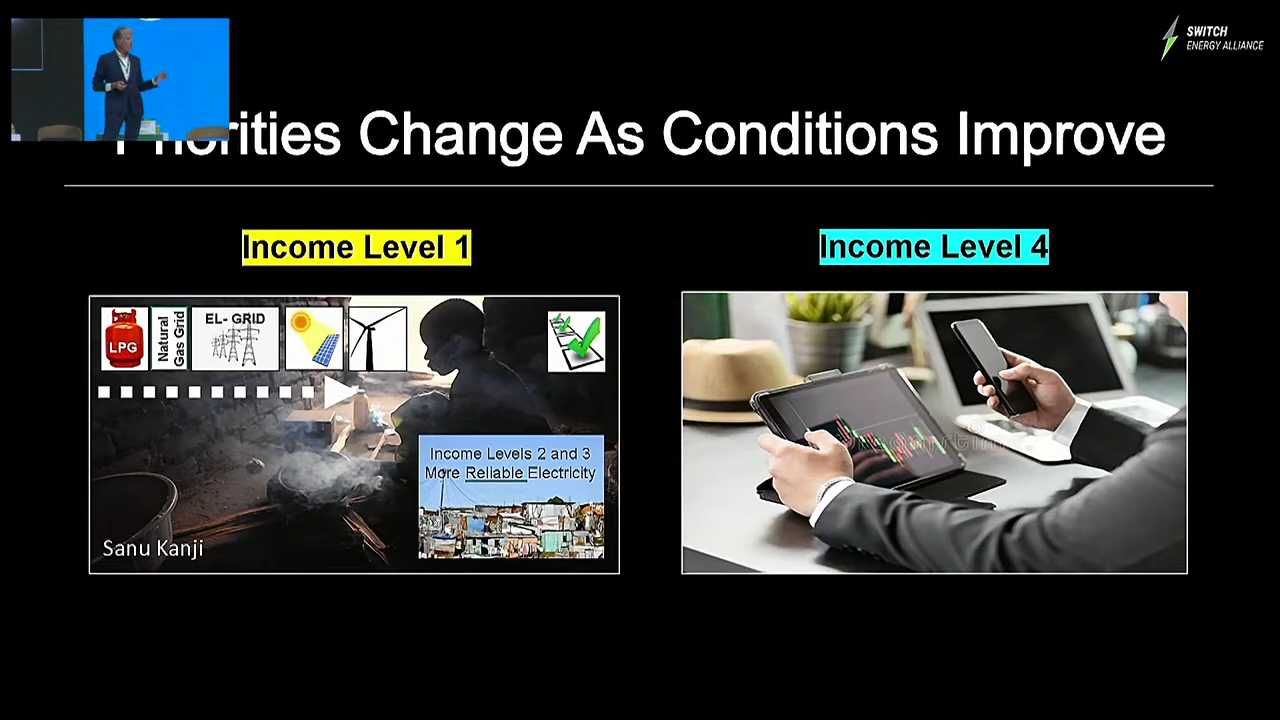 SWITCH
ENERGY ALLIANCE
Priorities Change As Conditions Improve
Income Level 1
Income Level 4
LPG
Natural
Gas Grid
EL- GRID
Income Levels 2 and 3
More Reliable Electricity
Sanu Kanji
dreamstime